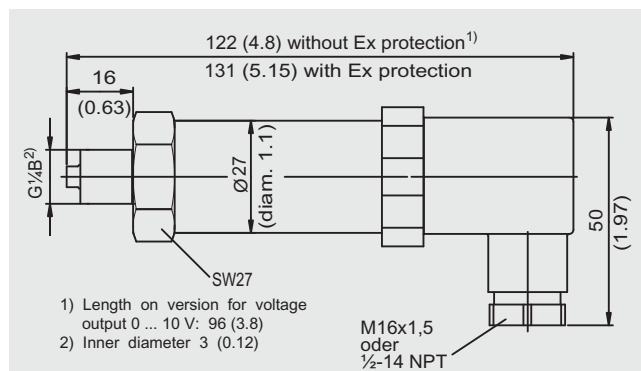 122 (4.8) without Ex protection1)
131 (5.15) with Ex protection
16
(0.63)
G¼B2)
Ø27
(diam. 1.1)
50
(1.97)
SW27
1) Length on version for voltage
output 0 ... 10 V: 96 (3.8)
2) Inner diameter 3 (0.12)
M16x1,5
oder
½-14 NPT